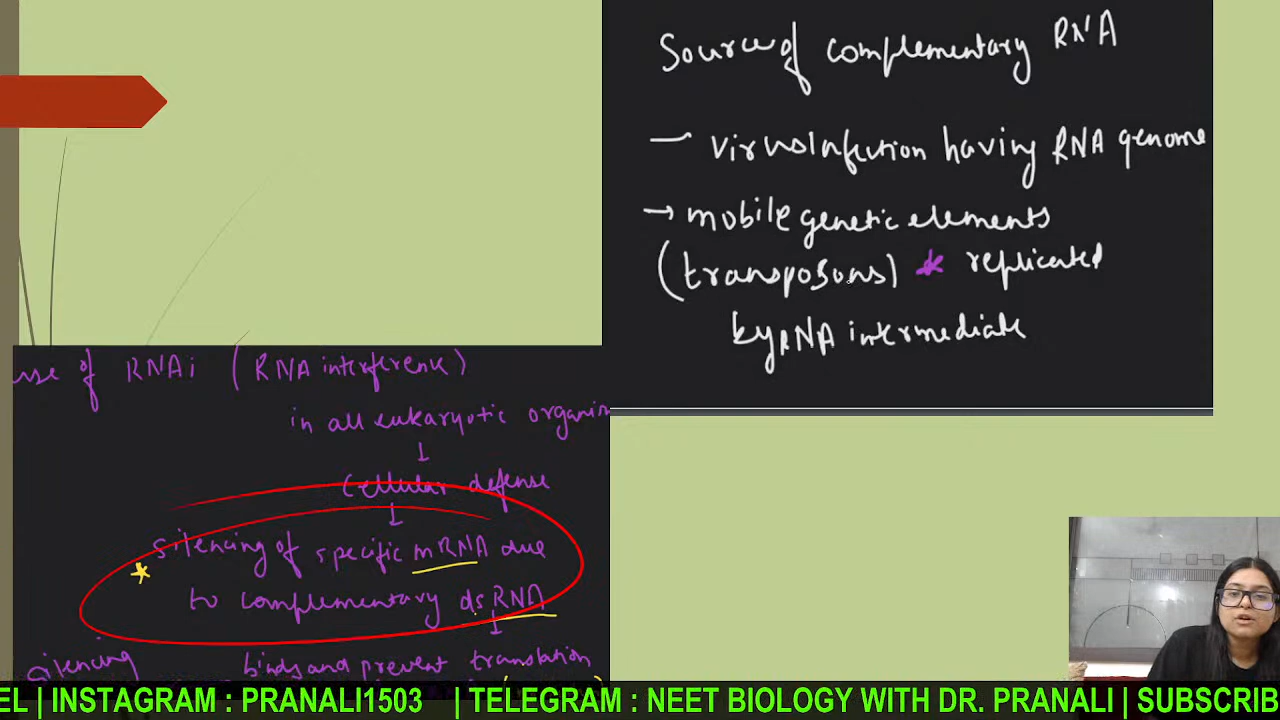 Source of complementary RNA
– virus Infection having RNA genome
→ mobile genetic elements
(transposons) * replicated
by RNA intermediate
of RNAi (RNA interference)
in all eukaryotic organism
↓
Cellular defense
↓
* silencing of specific mRNA due
to complementary dsRNA
↓
silencing binds and prevent translation
EL | INSTAGRAM : PRANALI1503 | TELEGRAM : NEET BIOLOGY WITH DR. PRANALI | SUBSCRIB